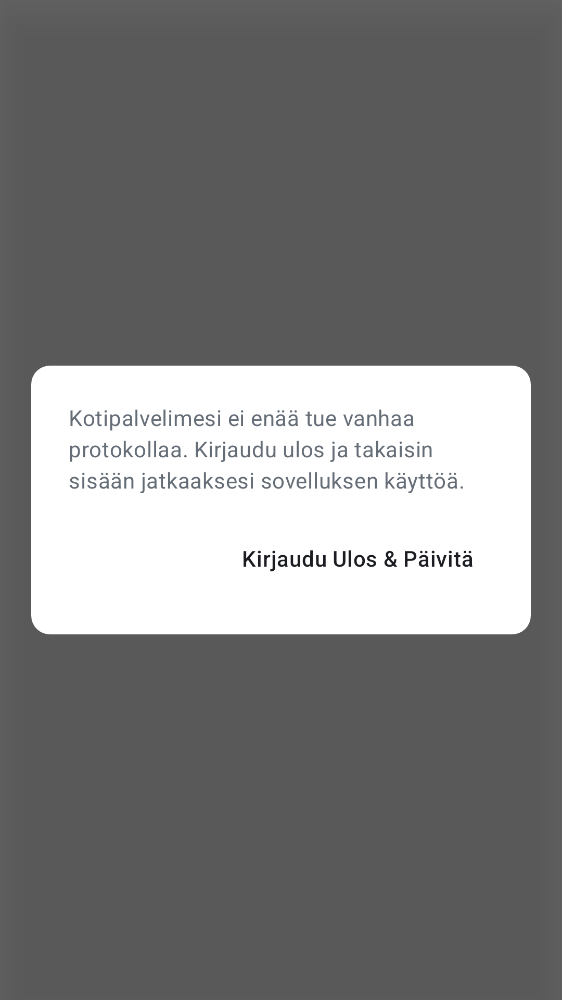 Kotipalvelimesi ei enää tue vanhaa
protokollaa. Kirjaudu ulos ja takaisin
sisään jatkaaksesi sovelluksen käyttöä.
Kirjaudu Ulos & Päivitä